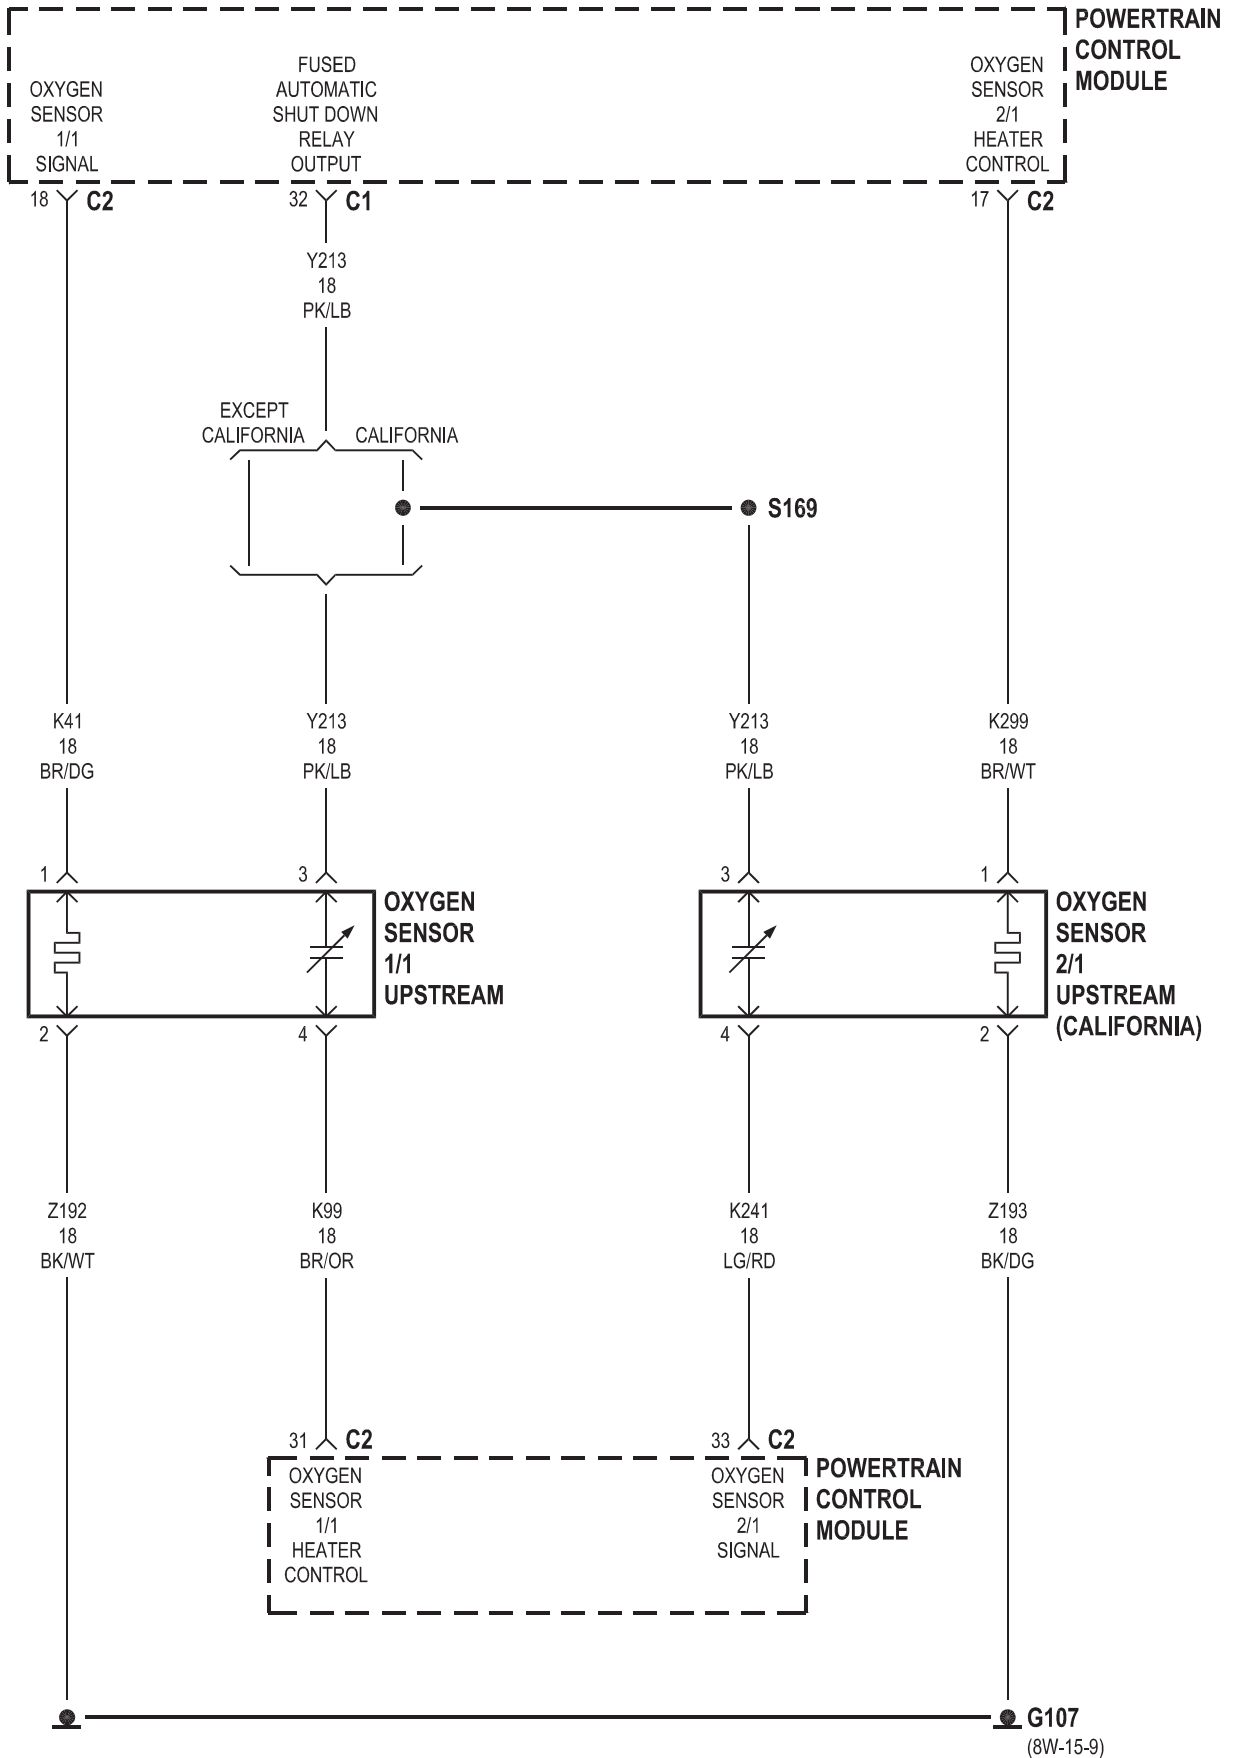 POWERTRAIN
CONTROL
MODULE
OXYGEN
SENSOR
1/1
SIGNAL
FUSED
AUTOMATIC
SHUT DOWN
RELAY
OUTPUT
OXYGEN
SENSOR
2/1
HEATER
CONTROL
18 C2
32 C1
17 C2
Y213
18
PK/LB
EXCEPT
CALIFORNIA
CALIFORNIA
S169
K41
18
BR/DG
Y213
18
PK/LB
Y213
18
PK/LB
K299
18
BR/WT
1
3
3
1
OXYGEN
SENSOR
1/1
UPSTREAM
OXYGEN
SENSOR
2/1
UPSTREAM
(CALIFORNIA)
2
4
4
2
Z192
18
BK/WT
K99
18
BR/OR
K241
18
LG/RD
Z193
18
BK/DG
31 C2
33 C2
OXYGEN
SENSOR
1/1
HEATER
CONTROL
OXYGEN
SENSOR
2/1
SIGNAL
POWERTRAIN
CONTROL
MODULE
G107
(8W-15-9)